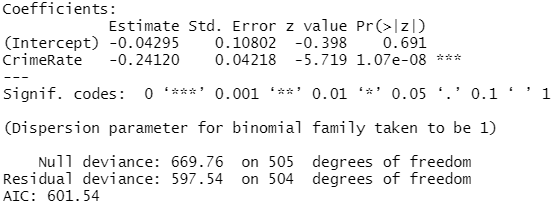 Coefficients:
Estimate Std. Error z value Pr(>|z|)
(Intercept) -0.04295 0.10802 -0.398 0.691
CrimeRate -0.24120 0.04218 -5.719 1.07e-08 ***
---
Signif. codes: 0 ‘***’ 0.001 ‘**’ 0.01 ‘*’ 0.05 ‘.’ 0.1 ‘ ’ 1
(Dispersion parameter for binomial family taken to be 1)
Null deviance: 669.76 on 505 degrees of freedom
Residual deviance: 597.54 on 504 degrees of freedom
AIC: 601.54